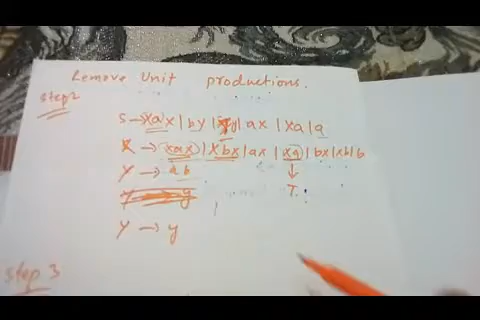 Remove Unit productions.
Step2
S → XaX | by | ax | Xa | a
X → XaX | XbX | ax | Xa | bx | Xb | b
T
Y → ab
Y → y
Step 3